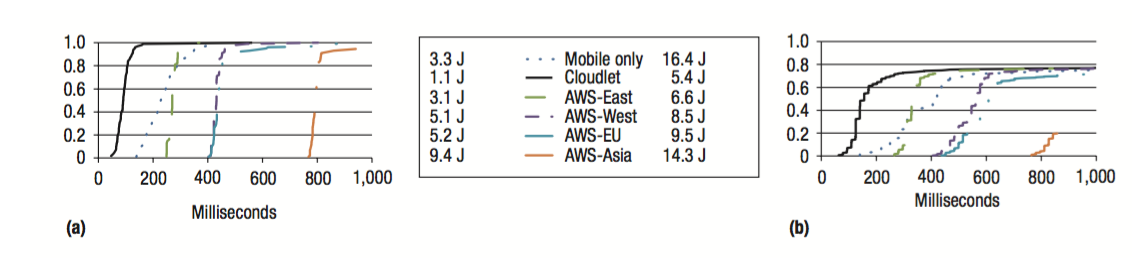 1.0
0.8
0.6
0.4
0.2
0
0 200 400 600 800 1,000
Milliseconds
(a)
3.3 J Mobile only 16.4 J
1.1 J Cloudlet 5.4 J
3.1 J AWS-East 6.6 J
5.1 J AWS-West 8.5 J
5.2 J AWS-EU 9.5 J
9.4 J AWS-Asia 14.3 J
1.0
0.8
0.6
0.4
0.2
0
0 200 400 600 800 1,000
Milliseconds
(b)